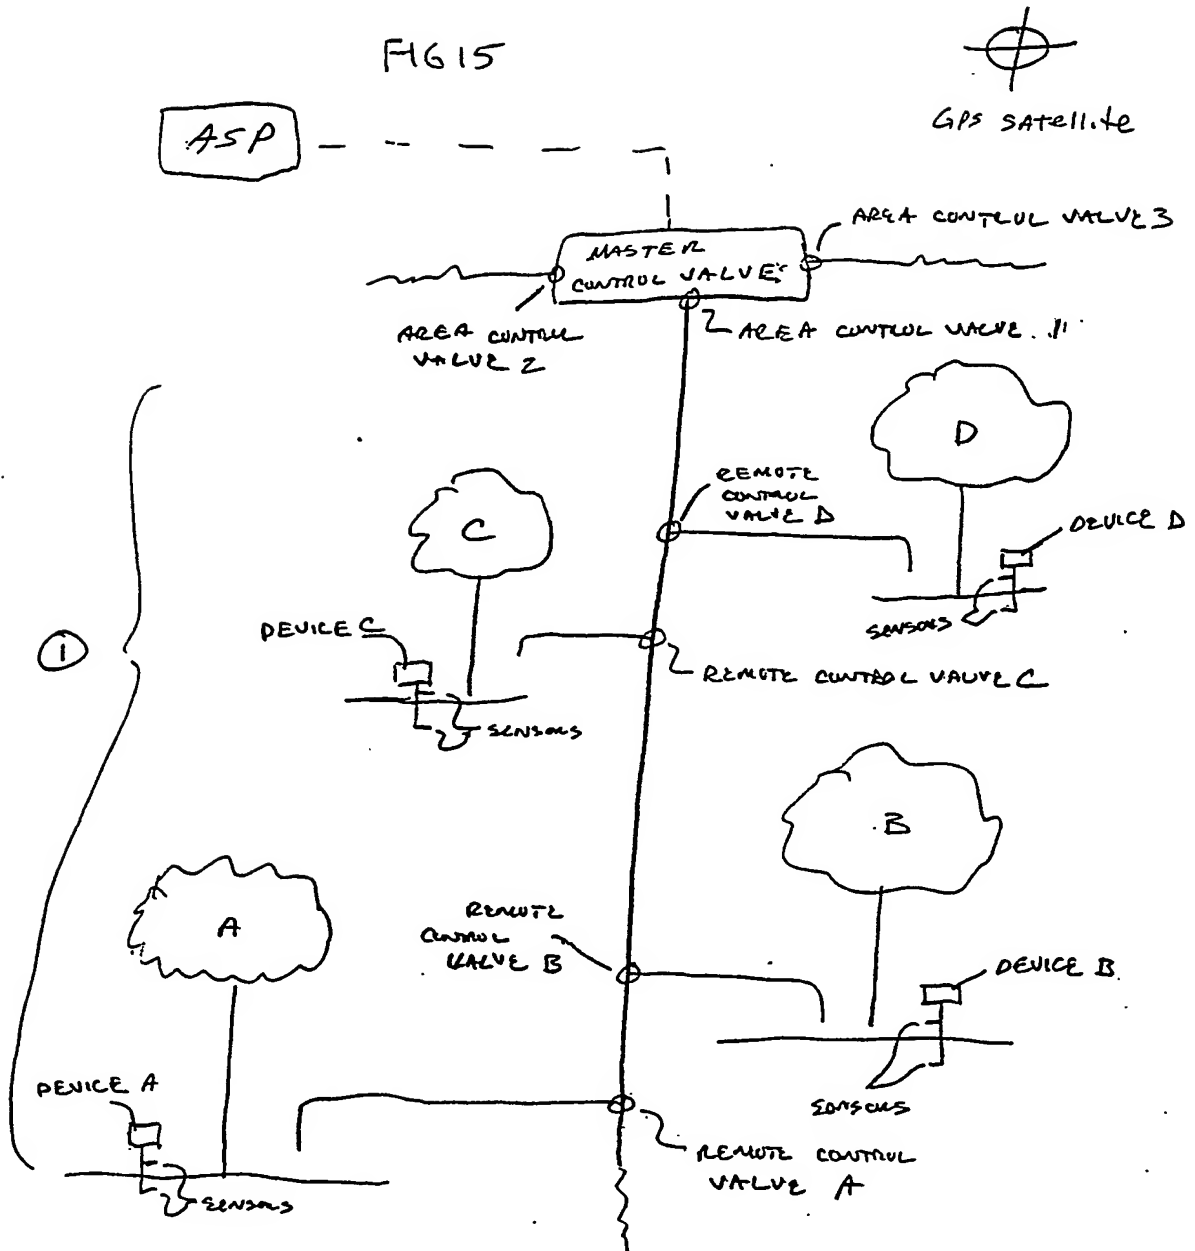 FIG 15
ASP
GPS SATellite
AREA CONTROL VALVE 3
MASTER
CONTROL VALVE
AREA CONTROL
VALVE 2
AREA CONTROL VALVE 1
D
REMOTE
CONTROL
VALVE D
DEVICE D
C
SENSORS
DEVICE C
REMOTE CONTROL VALVE C
1
SENSORS
B
A
REMOTE
CONTROL
VALVE B
DEVICE B
DEVICE A
SENSORS
REMOTE CONTROL
VALVE A
SENSORS